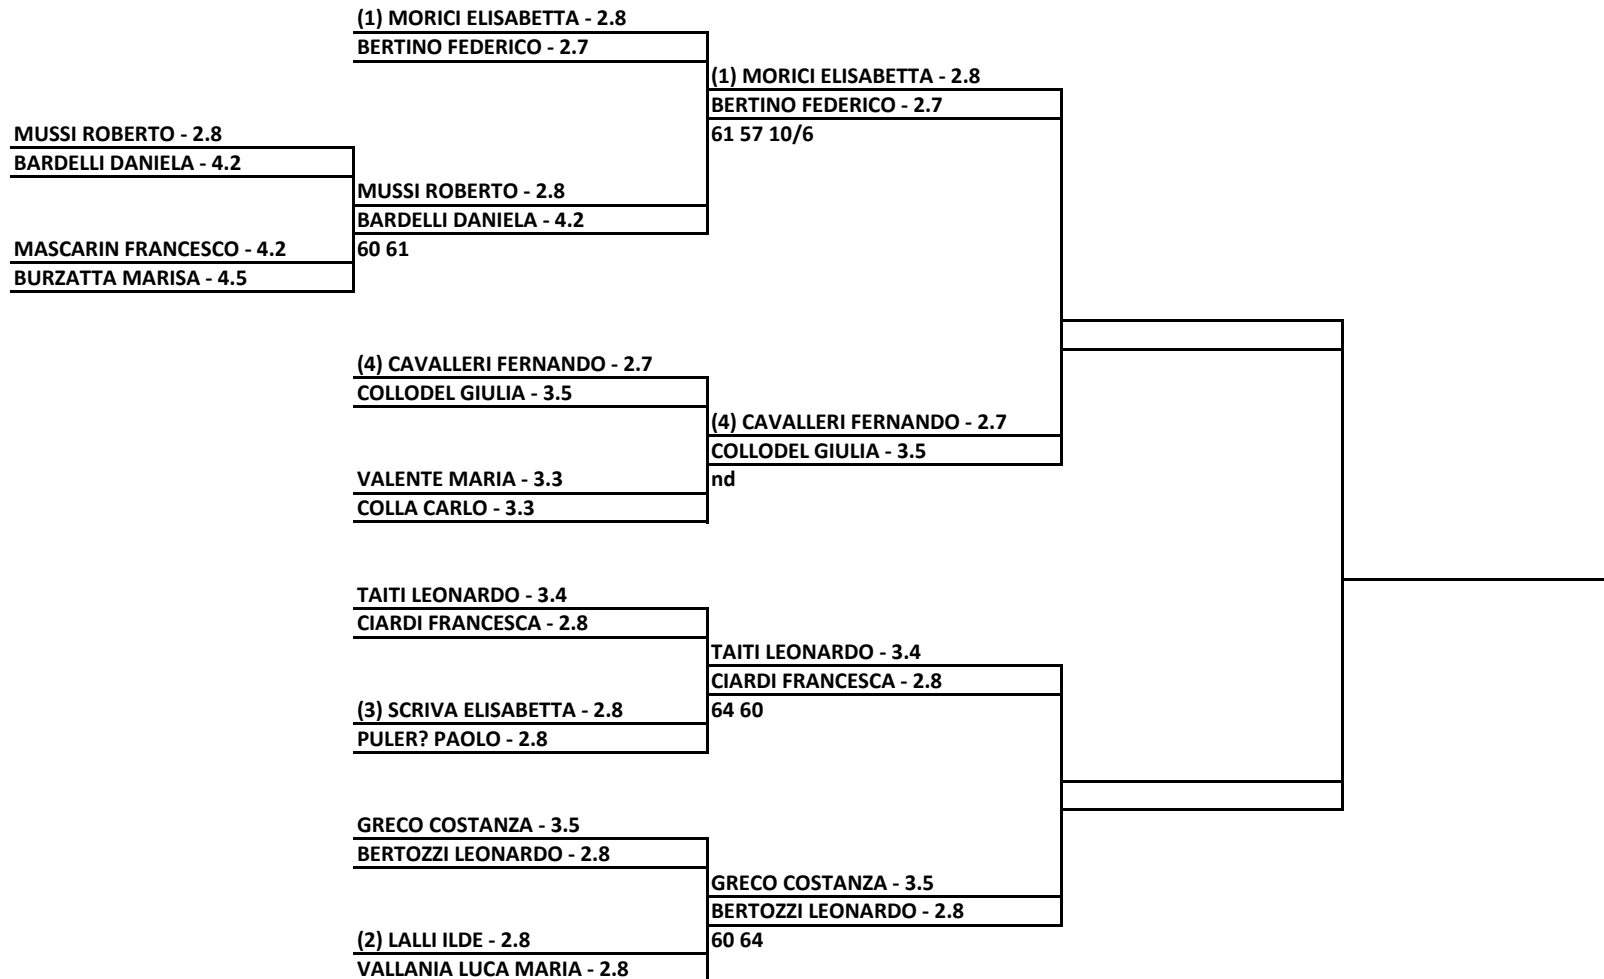 (1) MORICI ELISABETTA - 2.8
BERTINO FEDERICO - 2.7
(1) MORICI ELISABETTA - 2.8
BERTINO FEDERICO - 2.7
MUSSI ROBERTO - 2.8
61 57 10/6
BARDELLI DANIELA - 4.2
MUSSI ROBERTO - 2.8
BARDELLI DANIELA - 4.2
MASCARIN FRANCESCO - 4.2
60 61
BURZATTA MARISA - 4.5
(4) CAVALLERI FERNANDO - 2.7
COLLODEL GIULIA - 3.5
(4) CAVALLERI FERNANDO - 2.7
COLLODEL GIULIA - 3.5
VALENTE MARIA - 3.3
nd
COLLA CARLO - 3.3
TAITI LEONARDO - 3.4
CIARDI FRANCESCA - 2.8
TAITI LEONARDO - 3.4
CIARDI FRANCESCA - 2.8
(3) SCRIVA ELISABETTA - 2.8
64 60
PULER? PAOLO - 2.8
GRECO COSTANZA - 3.5
BERTOZZI LEONARDO - 2.8
GRECO COSTANZA - 3.5
BERTOZZI LEONARDO - 2.8
(2) LALLI ILDE - 2.8
60 64
VALLANIA LUCA MARIA - 2.8